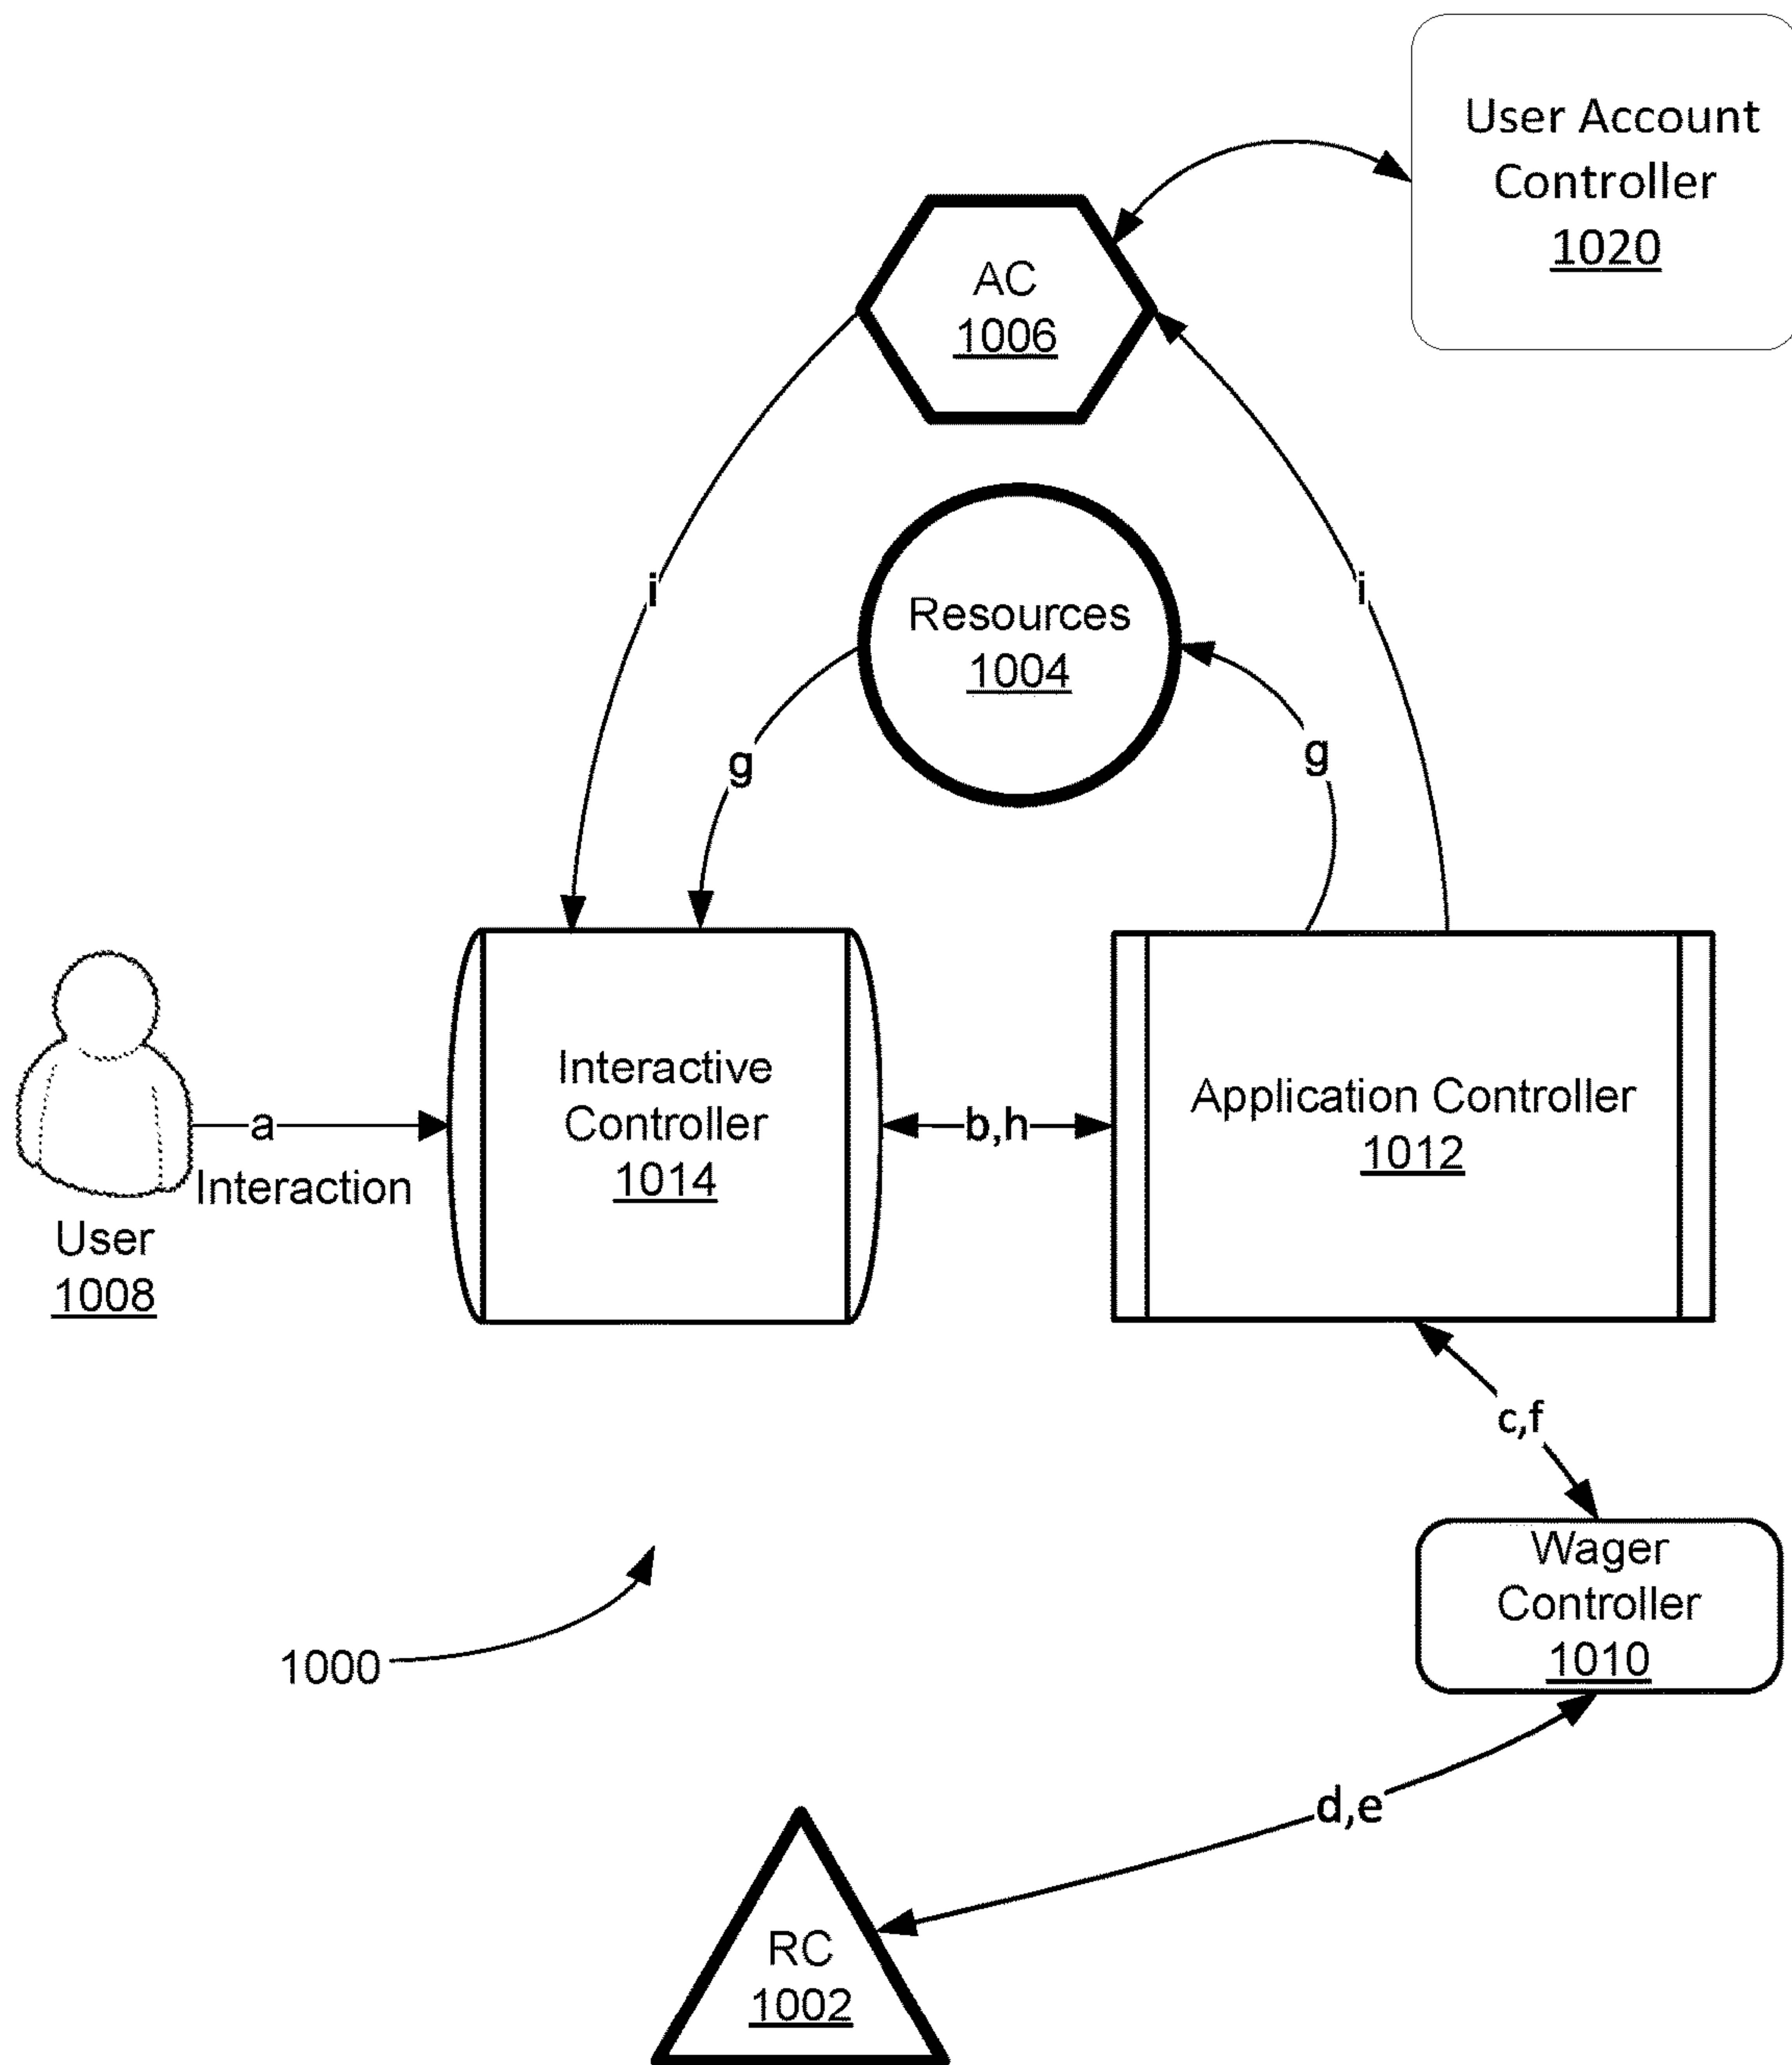 User Account
Controller
1020
AC
1006
i
i
Resources
1004
g
g
Interactive
Controller
1014
Application Controller
1012
a
Interaction
b,h
User
1008
c,f
Wager
Controller
1010
1000
d,e
RC
1002